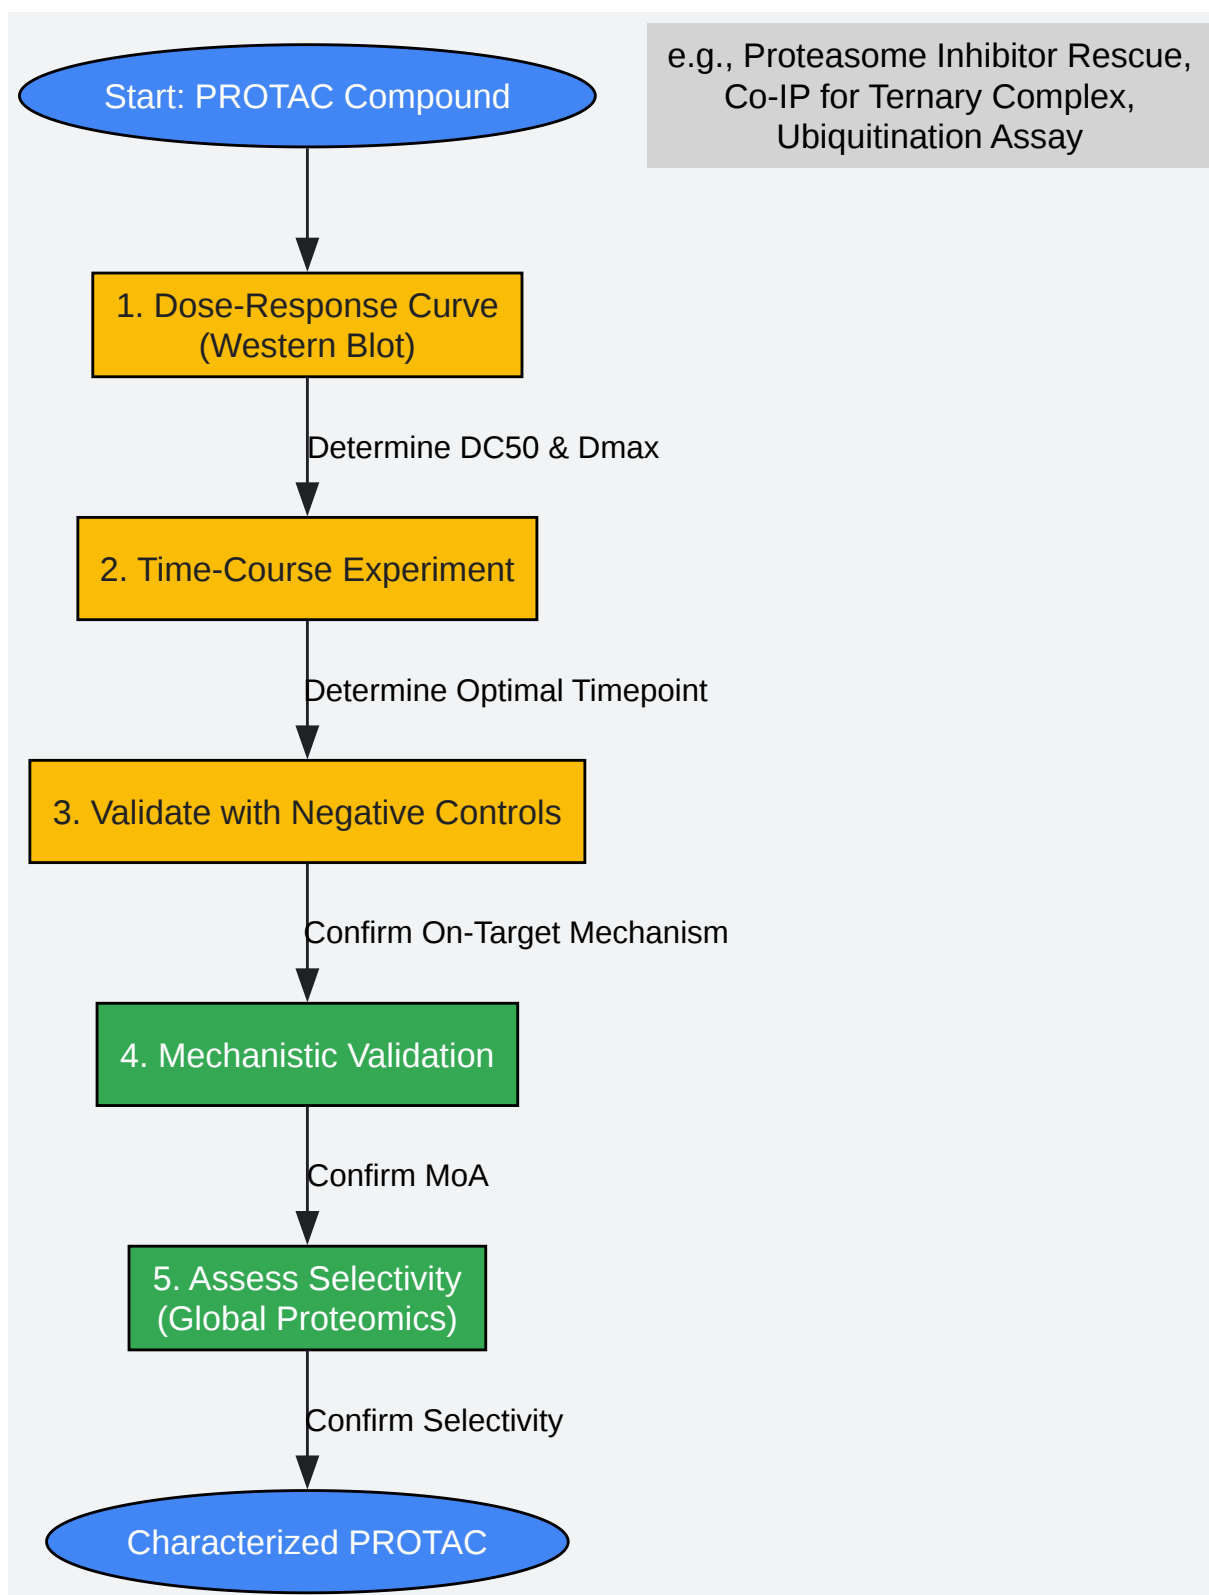 Start: PROTAC Compound
e.g., Proteasome Inhibitor Rescue,
Co-IP for Ternary Complex,
Ubiquitination Assay
1. Dose-Response Curve
(Western Blot)
Determine DC50 & Dmax
2. Time-Course Experiment
Determine Optimal Timepoint
3. Validate with Negative Controls
Confirm On-Target Mechanism
4. Mechanistic Validation
Confirm MoA
5. Assess Selectivity
(Global Proteomics)
Confirm Selectivity
Characterized PROTAC